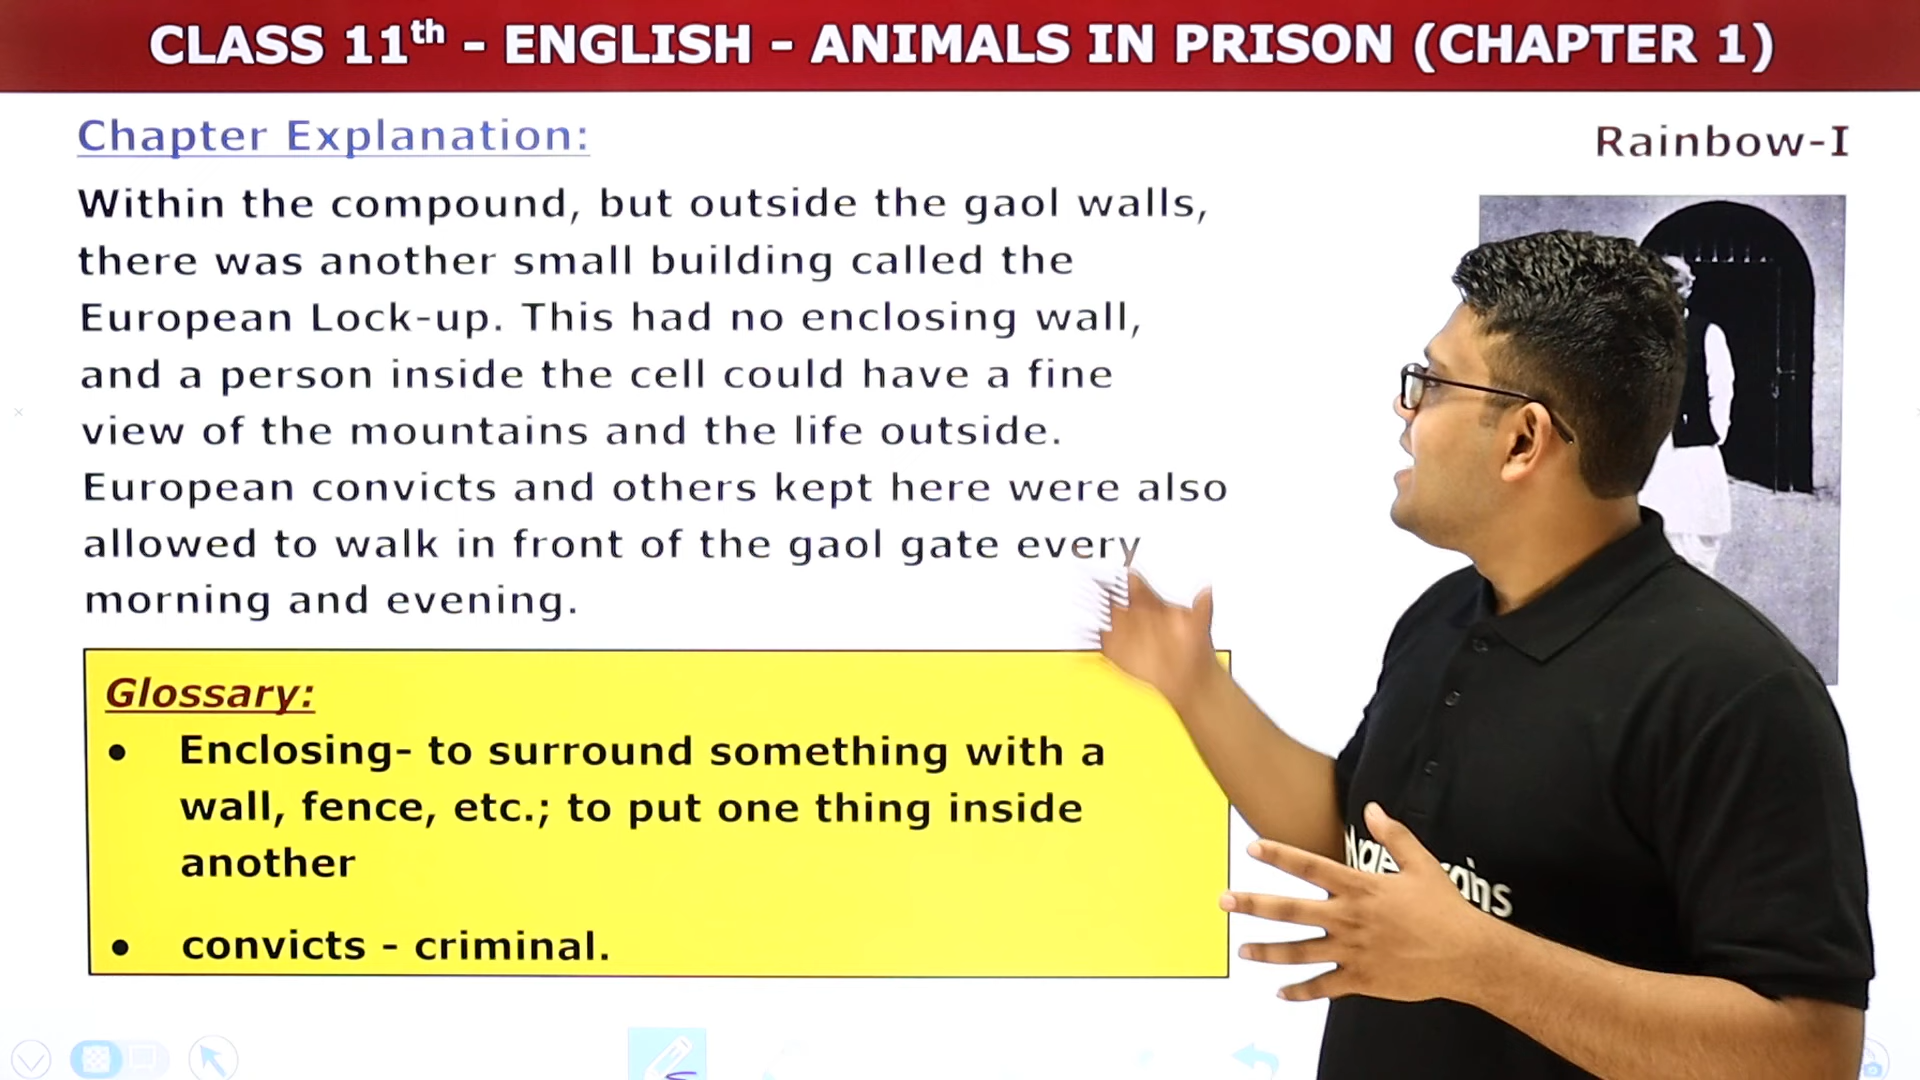 CLASS 11th - ENGLISH - ANIMALS IN PRISON (CHAPTER 1)
Chapter Explanation:
Rainbow-I
Within the compound, but outside the gaol walls,
there was another small building called the
European Lock-up. This had no enclosing wall,
and a person inside the cell could have a fine
view of the mountains and the life outside.
European convicts and others kept here were also
allowed to walk in front of the gaol gate every
morning and evening.
Glossary:
• Enclosing- to surround something with a
wall, fence, etc.; to put one thing inside
another
• convicts - criminal.